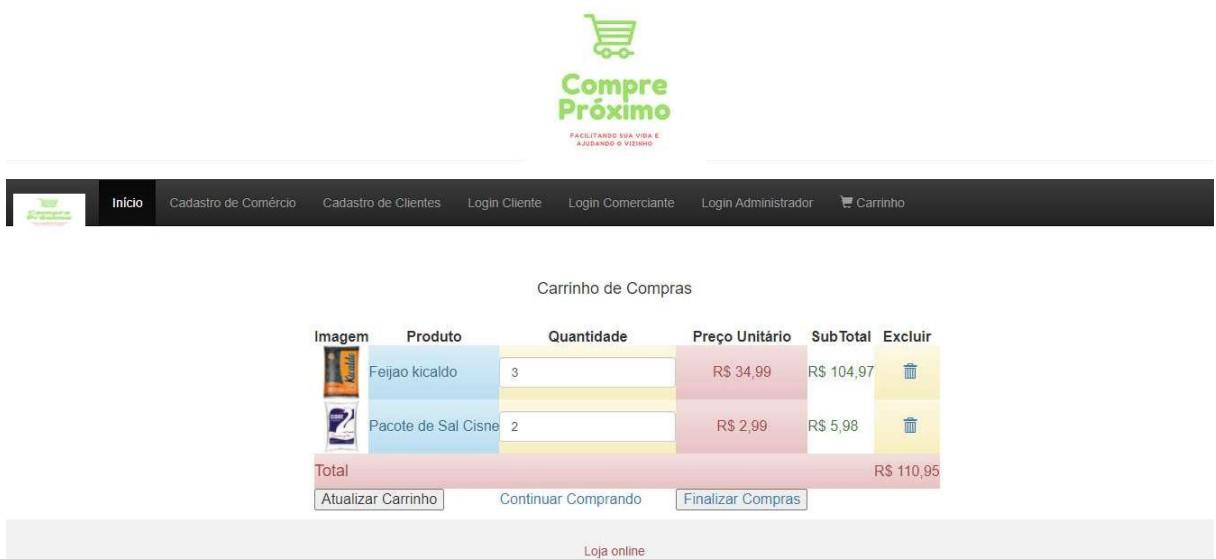 Compre
Próximo
FACILITANDO SUA VIDA E
AJUDANDO O VIZINHO
Compre
Próximo
Início Cadastro de Comércio Cadastro de Clientes Login Cliente Login Comerciante Login Administrador Carrinho
Carrinho de Compras
Imagem Produto Quantidade Preço Unitário SubTotal Excluir
Kicaldo
Feijao kicaldo 3 R$ 34,99 R$ 104,97
Pacote de Sal Cisne 2 R$ 2,99 R$ 5,98
Total R$ 110,95
Atualizar Carrinho Continuar Comprando Finalizar Compras
Loja online